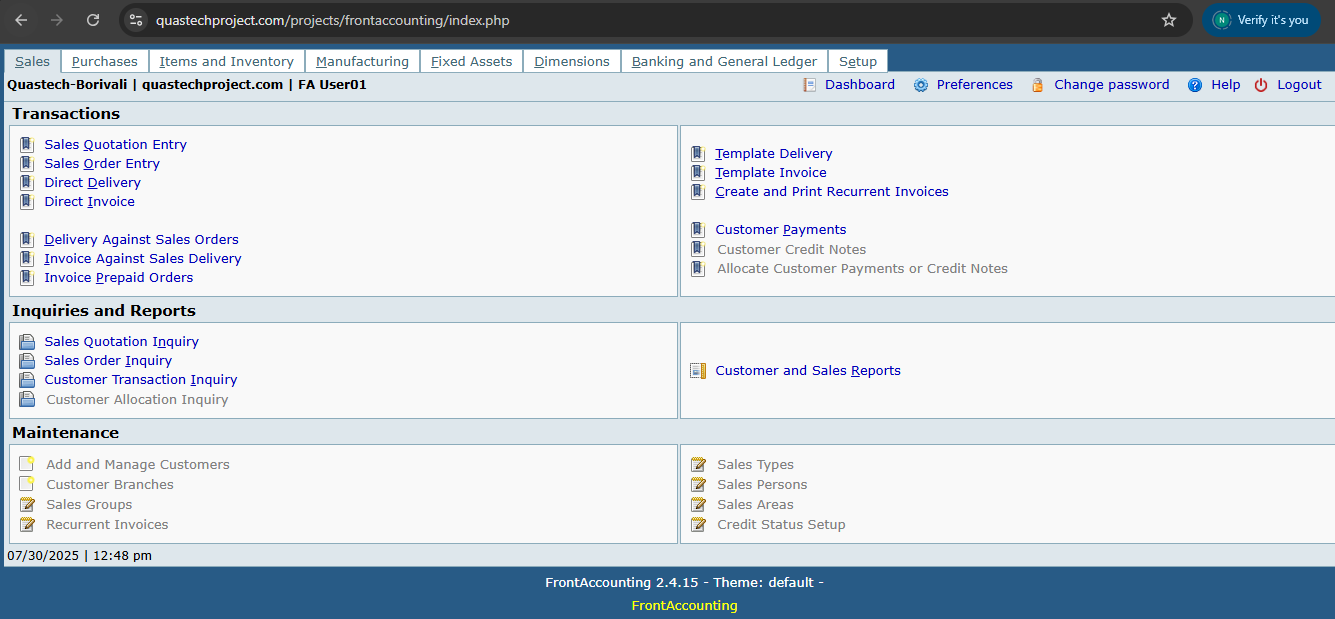 quastechproject.com/projects/frontaccounting/index.php
N Verify it's you
Sales Purchases Items and Inventory Manufacturing Fixed Assets Dimensions Banking and General Ledger Setup
Quastech-Borivali | quastechproject.com | FA User01 Dashboard Preferences Change password Help Logout
Transactions
Sales Quotation Entry
Sales Order Entry
Direct Delivery
Direct Invoice
Delivery Against Sales Orders
Invoice Against Sales Delivery
Invoice Prepaid Orders
Template Delivery
Template Invoice
Create and Print Recurrent Invoices
Customer Payments
Customer Credit Notes
Allocate Customer Payments or Credit Notes
Inquiries and Reports
Sales Quotation Inquiry
Sales Order Inquiry
Customer Transaction Inquiry
Customer Allocation Inquiry
Customer and Sales Reports
Maintenance
Add and Manage Customers
Customer Branches
Sales Groups
Recurrent Invoices
Sales Types
Sales Persons
Sales Areas
Credit Status Setup
07/30/2025 | 12:48 pm
FrontAccounting 2.4.15 - Theme: default -
FrontAccounting